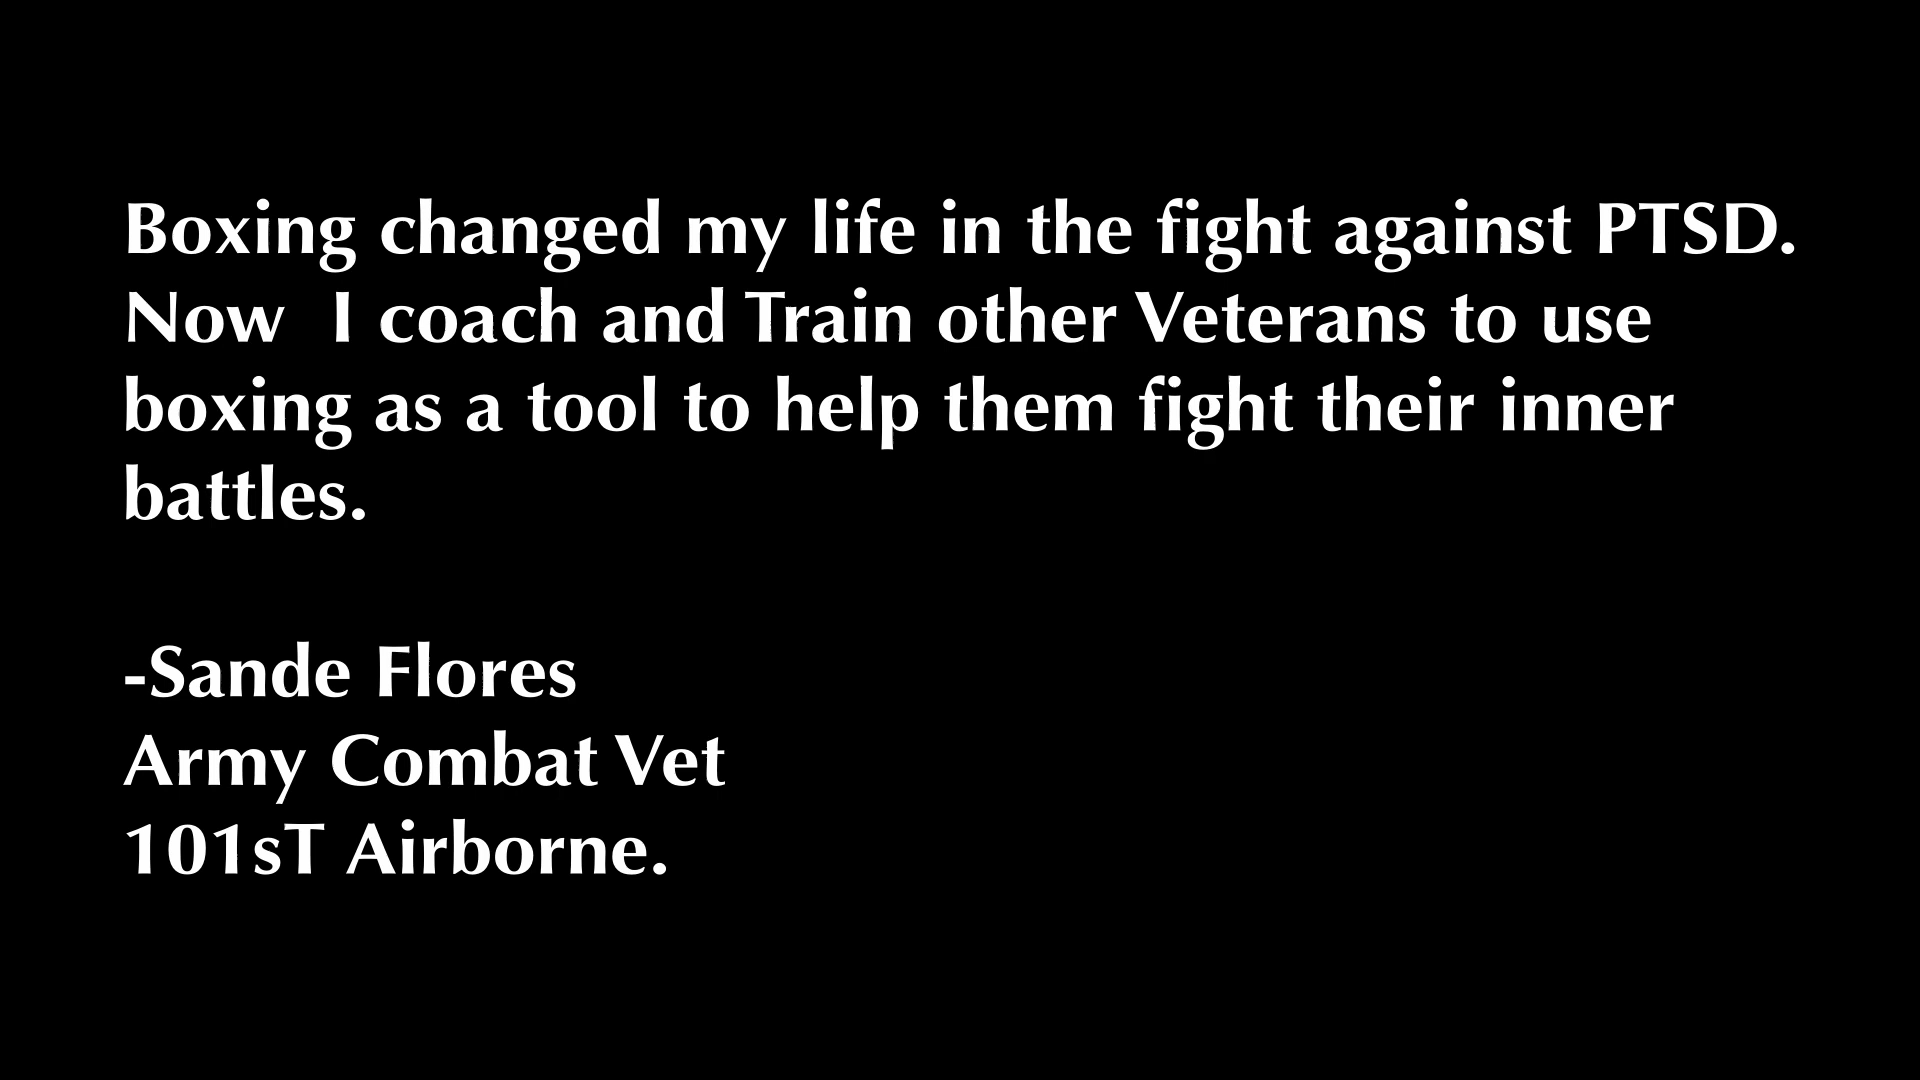 Boxing changed my life in the fight against PTSD.
Now  I coach and Train other Veterans to use
boxing as a tool to help them fight their inner
battles.

-Sande Flores
Army Combat Vet
101sT Airborne.